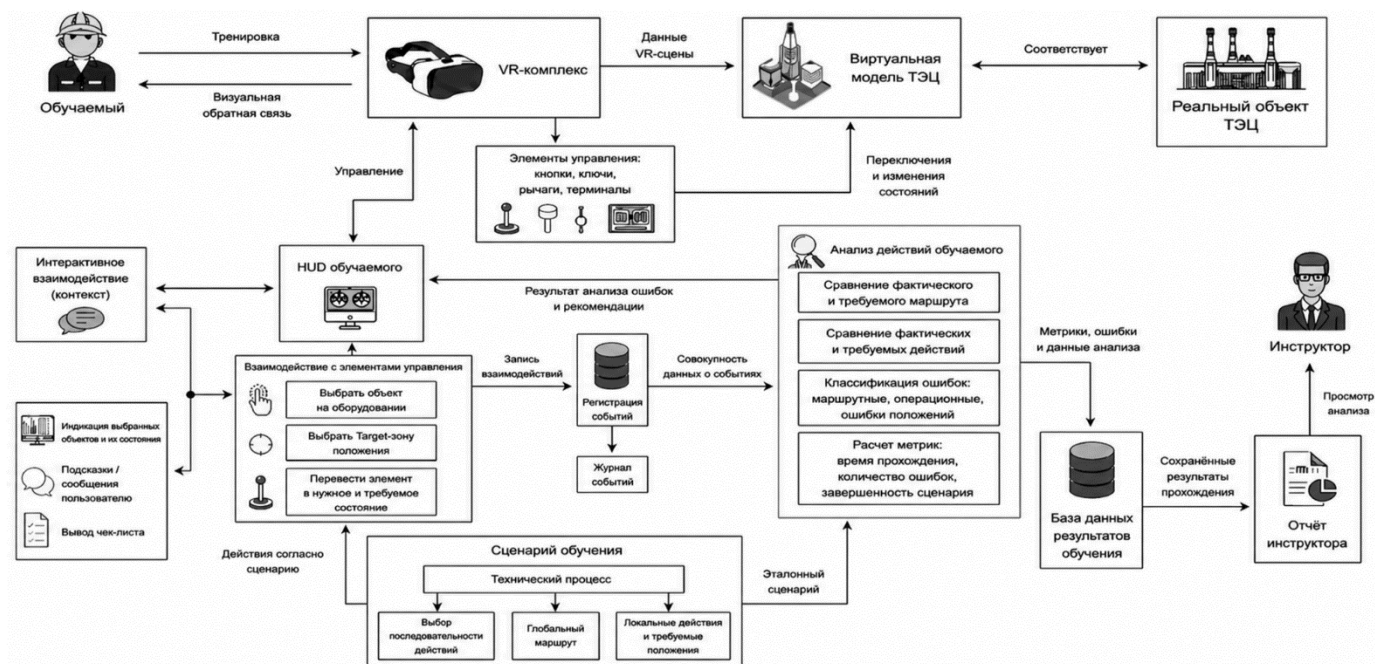 Обучаемый
Тренировка
Визуальная
обратная связь
VR-комплекс
Данные
VR-сцены
Виртуальная
модель ТЭЦ
Соответствует
Реальный объект
ТЭЦ
Управление
Элементы управления:
кнопки, ключи,
рычаги, терминалы
Переключения
и изменения
состояний
Интерактивное
взаимодействие
(контекст)
HUD обучаемого
Результат анализа ошибок
и рекомендации
Анализ действий обучаемого
Сравнение фактического
и требуемого маршрута
Сравнение фактических
и требуемых действий
Классификация ошибок:
маршрутные, операционные,
ошибки положений
Расчет метрик:
время прохождения,
количество ошибок,
завершенность сценария
Метрики, ошибки
и данные анализа
Инструктор
Просмотр
анализа
Взаимодействие с элементами управления
Выбрать объект
на оборудовании
Выбрать Target-зону
положения
Перевести элемент
в нужное и требуемое
состояние
Запись
взаимодействий
Регистрация
событий
Совокупность
данных о событиях
Журнал
событий
Индикация выбранных
объектов и их состояния
Подсказки /
сообщения
пользователю
Вывод чек-листа
База данных
результатов
обучения
Сохранённые
результаты
прохождения
Отчёт
инструктора
Действия согласно
сценарию
Сценарий обучения
Технический процесс
Выбор
последовательности
действий
Глобальный
маршрут
Локальные действия
и требуемые
положения
Эталонный
сценарий